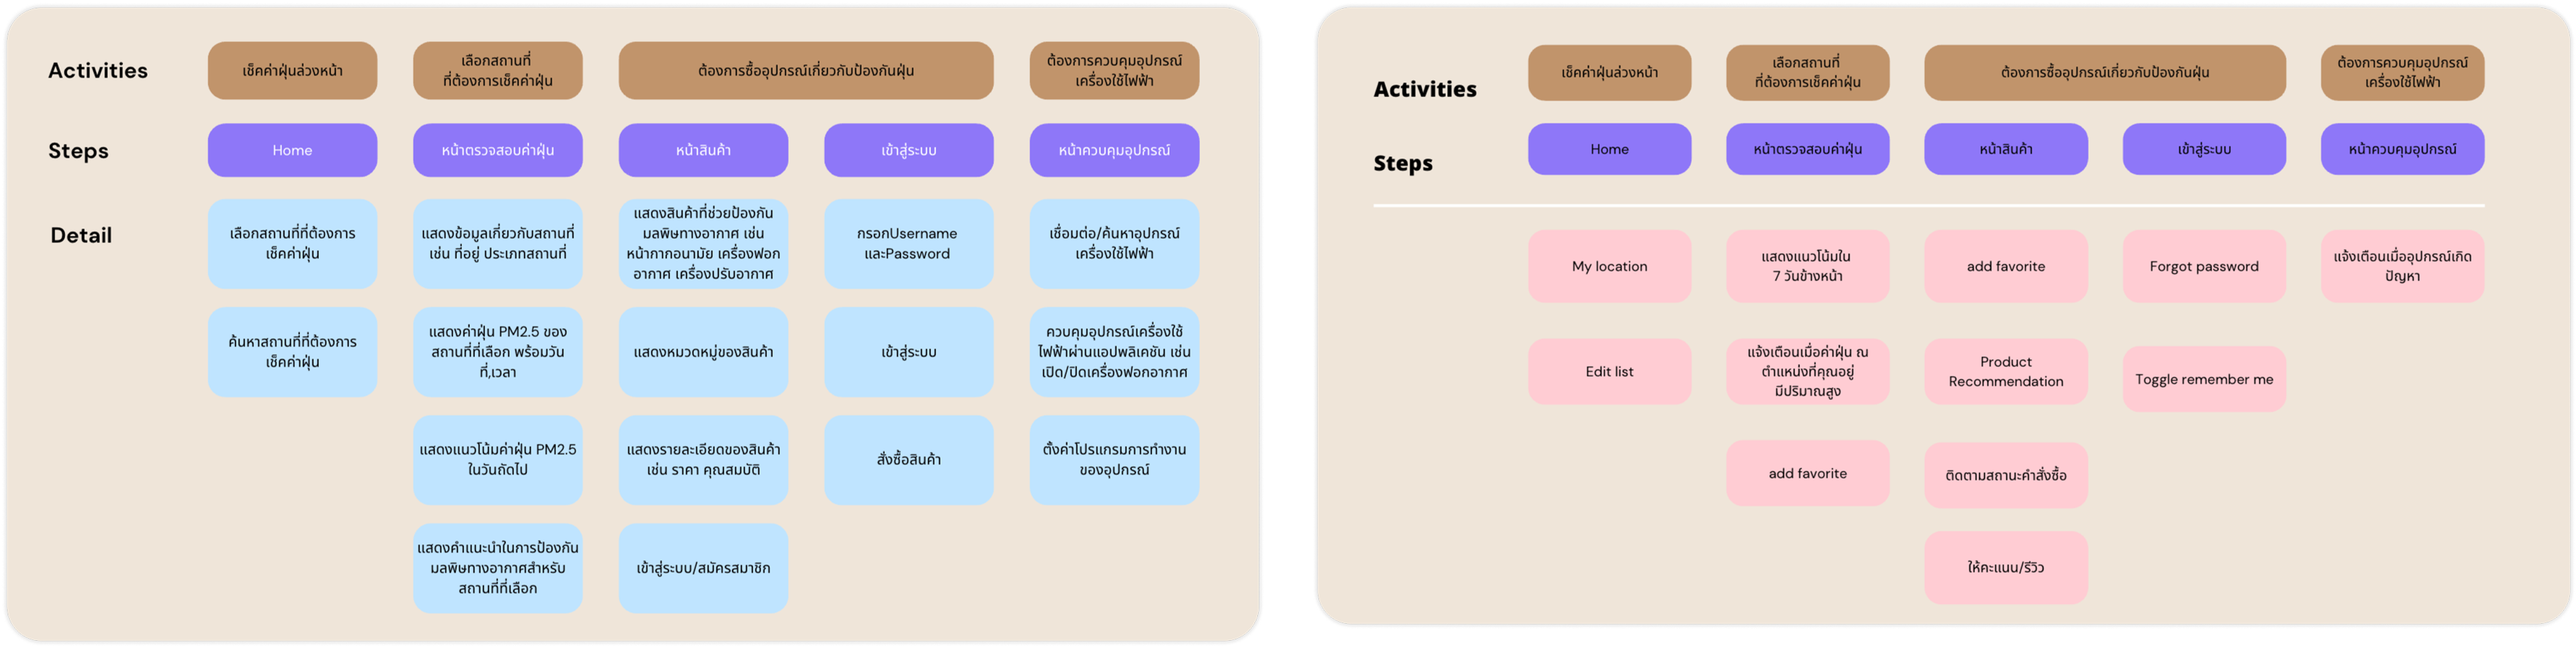 Activities
เช็คค่าฝุ่นล่วงหน้า
เลือกสถานที่
ที่ต้องการเช็คค่าฝุ่น
ต้องการซื้ออุปกรณ์เกี่ยวกับป้องกันฝุ่น
ต้องการควบคุมอุปกรณ์
เครื่องใช้ไฟฟ้า
Steps
Home
หน้าตรวจสอบค่าฝุ่น
หน้าสินค้า
เข้าสู่ระบบ
หน้าควบคุมอุปกรณ์
Detail
เลือกสถานที่ที่ต้องการ
เช็คค่าฝุ่น
แสดงข้อมูลเกี่ยวกับสถานที่
เช่น ที่อยู่ ประเภทสถานที่
แสดงสินค้าที่ช่วยป้องกัน
มลพิษทางอากาศ เช่น
หน้ากากอนามัย เครื่องฟอก
อากาศ เครื่องปรับอากาศ
กรอกUsername
และPassword
เชื่อมต่อ/ค้นหาอุปกรณ์
เครื่องใช้ไฟฟ้า
ค้นหาสถานที่ที่ต้องการ
เช็คค่าฝุ่น
แสดงค่าฝุ่น PM2.5 ของ
สถานที่ที่เลือก พร้อมวัน
ที่,เวลา
แสดงหมวดหมู่ของสินค้า
เข้าสู่ระบบ
ควบคุมอุปกรณ์เครื่องใช้
ไฟฟ้าผ่านแอปพลิเคชัน เช่น
เปิด/ปิดเครื่องฟอกอากาศ
แสดงแนวโน้มค่าฝุ่น PM2.5
ในวันถัดไป
แสดงรายละเอียดของสินค้า
เช่น ราคา คุณสมบัติ
สั่งซื้อสินค้า
ตั้งค่าโปรแกรมการทำงาน
ของอุปกรณ์
แสดงคำแนะนำในการป้องกัน
มลพิษทางอากาศสำหรับ
สถานที่ที่เลือก
เข้าสู่ระบบ/สมัครสมาชิก
Activities
เช็คค่าฝุ่นล่วงหน้า
เลือกสถานที่
ที่ต้องการเช็คค่าฝุ่น
ต้องการซื้ออุปกรณ์เกี่ยวกับป้องกันฝุ่น
ต้องการควบคุมอุปกรณ์
เครื่องใช้ไฟฟ้า
Steps
Home
หน้าตรวจสอบค่าฝุ่น
หน้าสินค้า
เข้าสู่ระบบ
หน้าควบคุมอุปกรณ์
My location
แสดงแนวโน้มใน
7 วันข้างหน้า
add favorite
Forgot password
แจ้งเตือนเมื่ออุปกรณ์เกิด
ปัญหา
Edit list
แจ้งเตือนเมื่อค่าฝุ่น ณ
ตำแหน่งที่คุณอยู่
มีปริมาณสูง
Product
Recommendation
Toggle remember me
add favorite
ติดตามสถานะคำสั่งซื้อ
ให้คะแนน/รีวิว